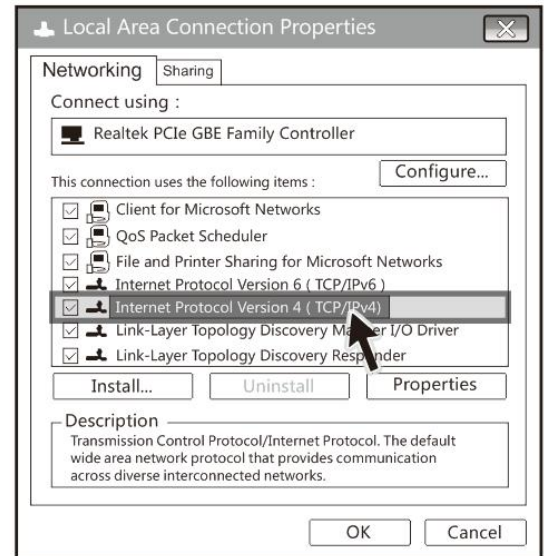 Local Area Connection Properties
Networking
Sharing
Connect using :
Realtek PCIe GBE Family Controller
Configure...
This connection uses the following items :
Client for Microsoft Networks
QoS Packet Scheduler
File and Printer Sharing for Microsoft Networks
Internet Protocol Version 6 ( TCP/IPv6 )
Internet Protocol Version 4 ( TCP/IPv4)
Link-Layer Topology Discovery Mapper I/O Driver
Link-Layer Topology Discovery Responder
Install...
Uninstall
Properties
Description
Transmission Control Protocol/Internet Protocol. The default
wide area network protocol that provides communication
across diverse interconnected networks.
OK
Cancel